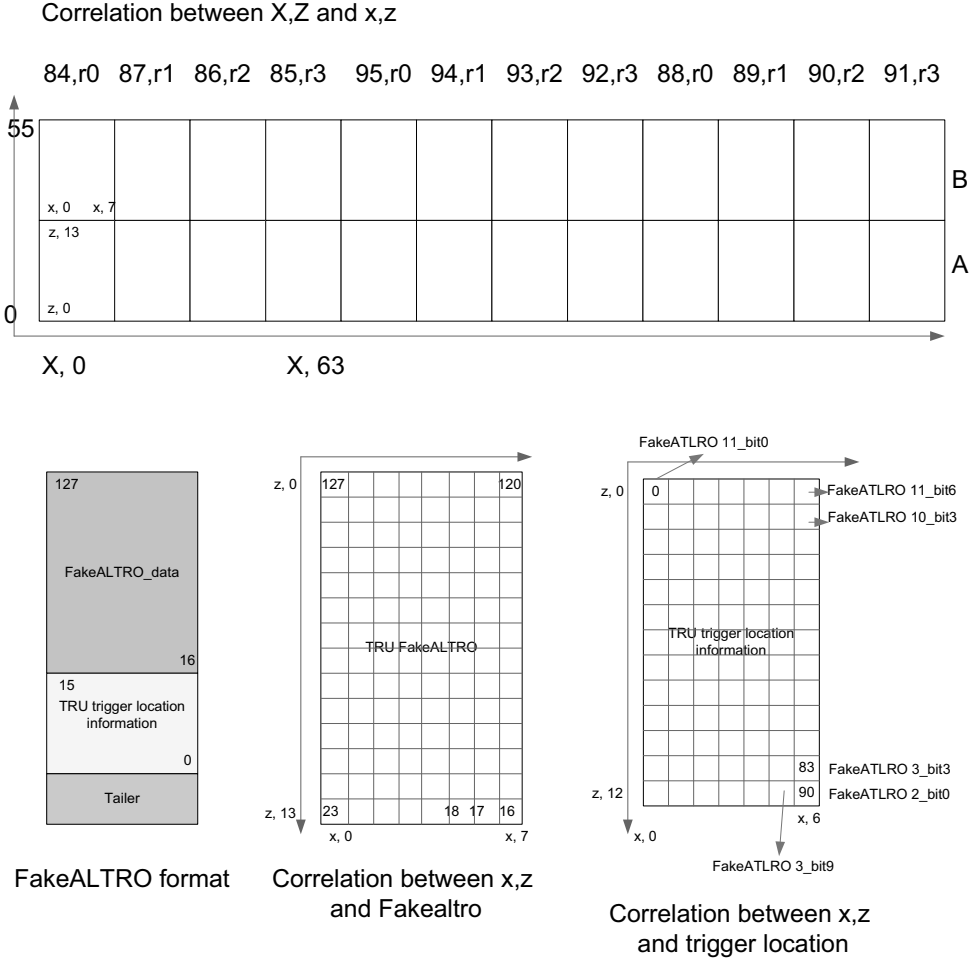 Correlation between X,Z and x,z
84,r0 87,r1 86,r2 85,r3 95,r0 94,r1 93,r2 92,r3 88,r0 89,r1 90,r2 91,r3
55
B
x, 0 x, 7
z, 13
A
z, 0
0
X, 0 X, 63
127
FakeALTRO_data
16
15
TRU trigger location
information
0
Tailer
FakeALTRO format
z, 0
127 120
TRU FakeALTRO
z, 13
23 18 17 16
x, 0 x, 7
Correlation between x,z
and Fakealtro
FakeATLRO 11_bit0
z, 0
0
FakeATLRO 11_bit6
FakeATLRO 10_bit3
TRU trigger location
information
83 FakeATLRO 3_bit3
z, 12
90 FakeATLRO 2_bit0
x, 6
x, 0
FakeATLRO 3_bit9
Correlation between x,z
and trigger location